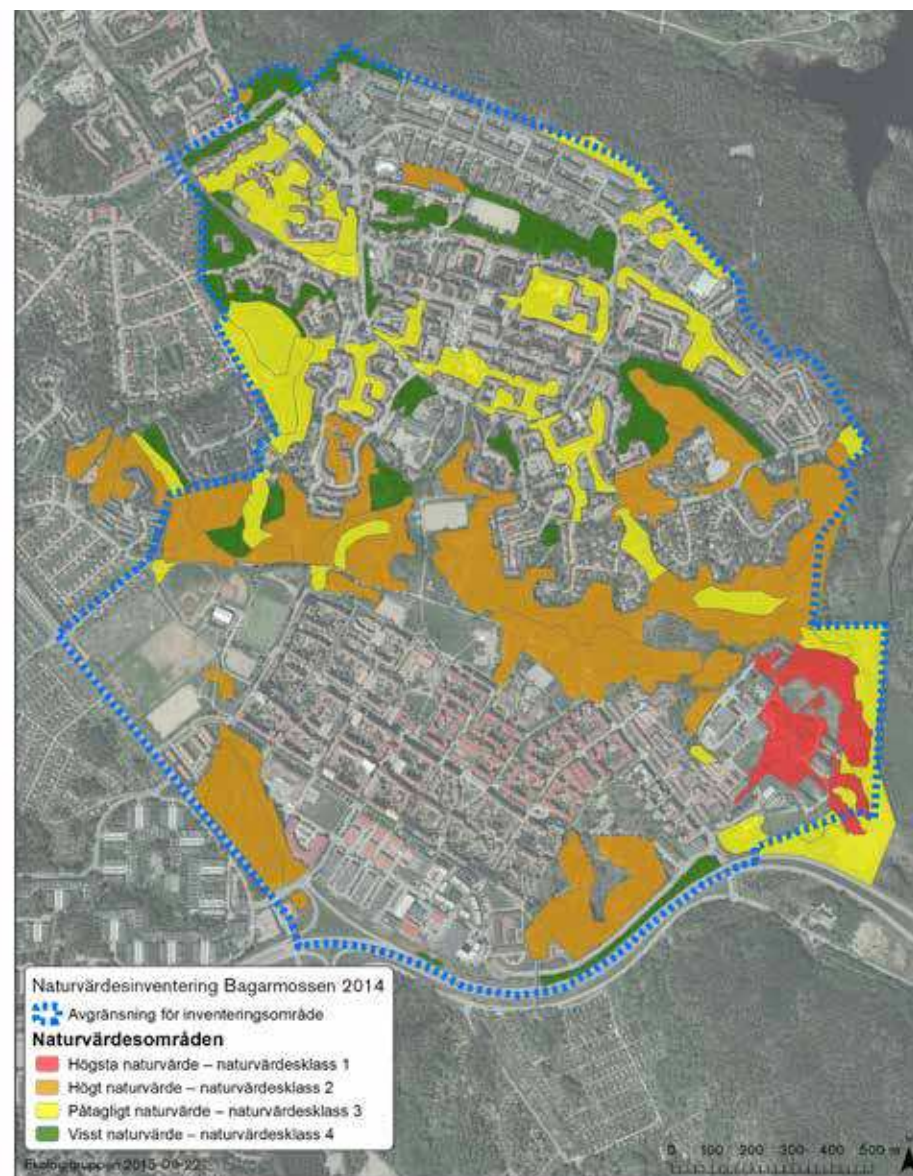 Naturvärdesinventering Bagarmossen 2014
Avgränsning för inventeringsområde
Naturvärdesområden
Högsta naturvärde – naturvärdesklass 1
Högt naturvärde – naturvärdesklass 2
Påtagligt naturvärde – naturvärdesklass 3
Visst naturvärde – naturvärdesklass 4
Ekologigruppen 2015-09-22
0 100 200 300 400 500 m